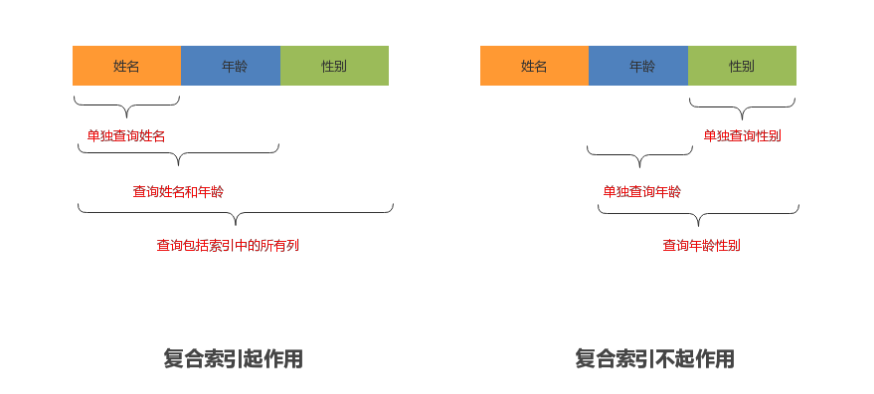 姓名 年龄 性别
单独查询姓名
查询姓名和年龄
查询包括索引中的所有列
复合索引起作用
姓名 年龄 性别
单独查询性别
单独查询年龄
查询年龄性别
复合索引不起作用